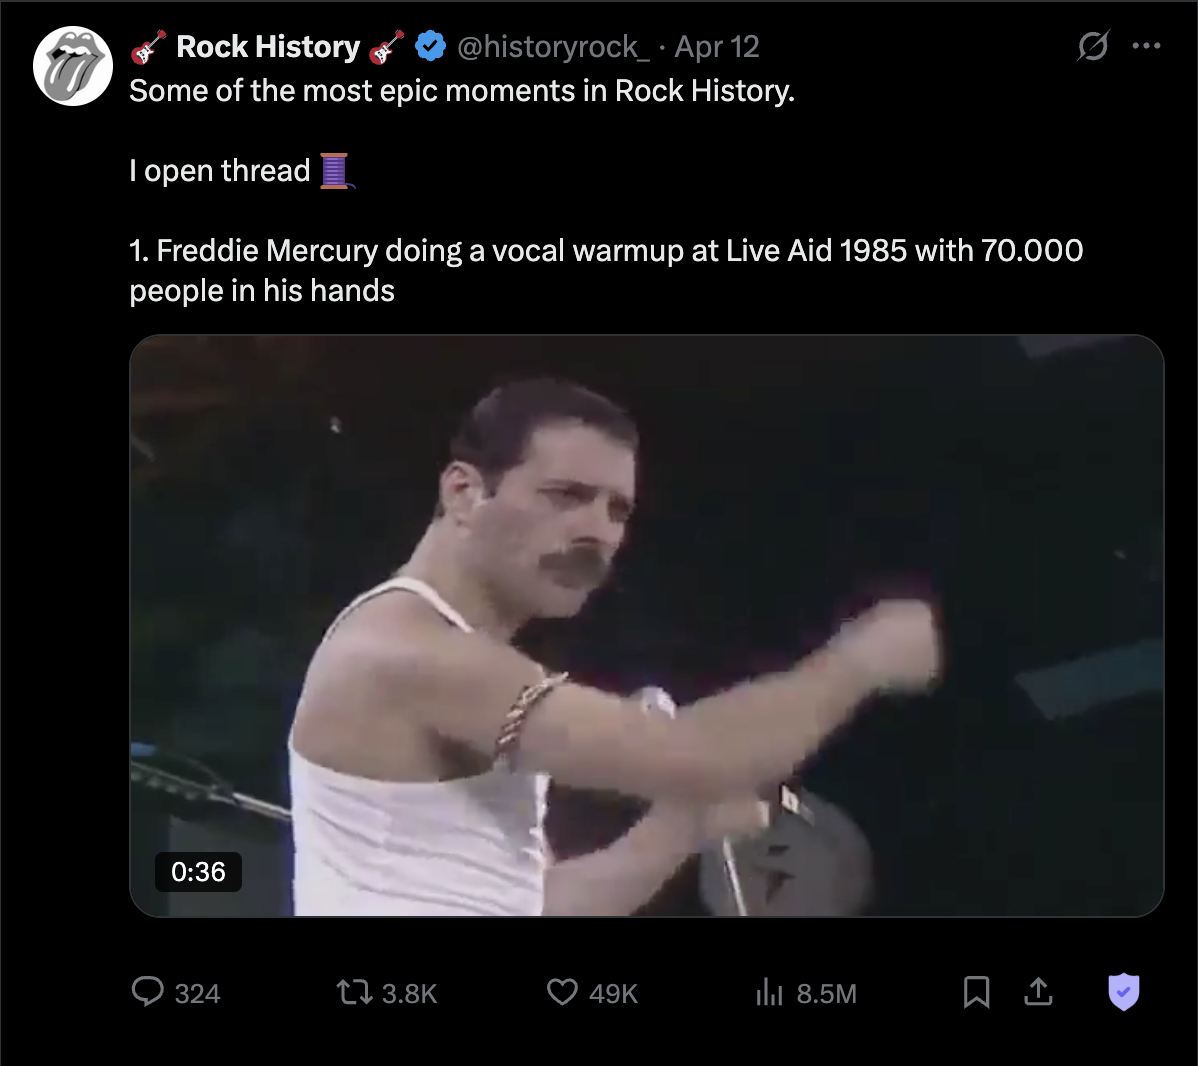 🎸 Rock History 🎸 @historyrock_ · Apr 12
Some of the most epic moments in Rock History.
I open thread 🧵
1. Freddie Mercury doing a vocal warmup at Live Aid 1985 with 70.000
people in his hands
0:36
324 3.8K 49K 8.5M